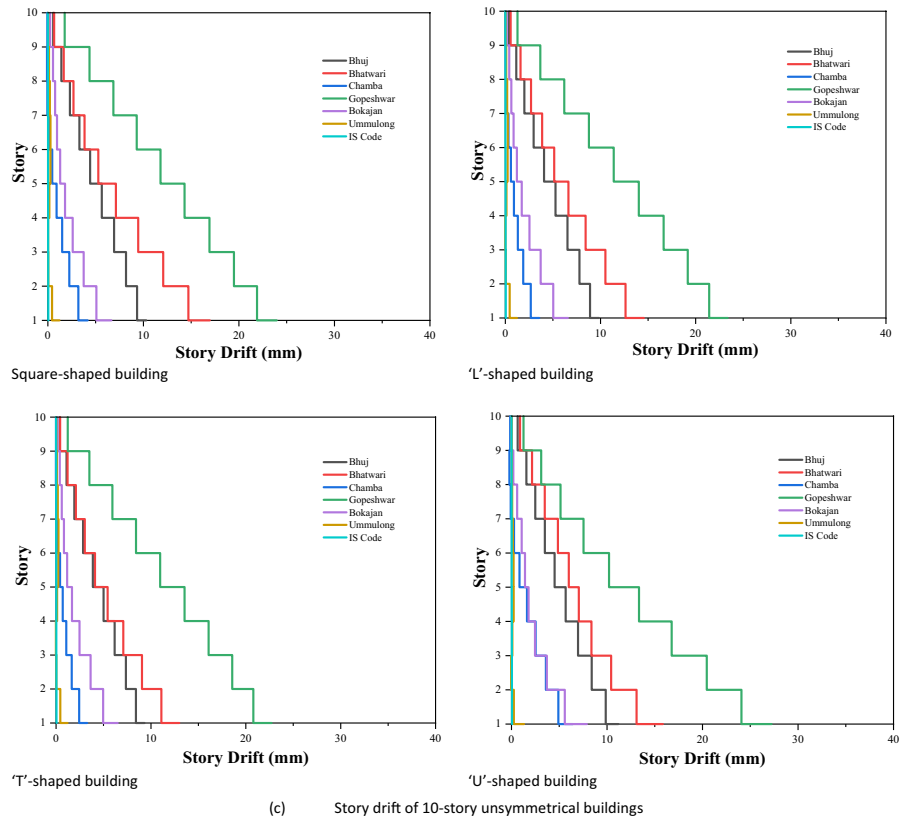 10
9
8
7
6
5
4
3
2
1
Story
Bhuj
Bhatwari
Chamba
Gopeshwar
Bokajan
Ummulong
IS Code
0 10 20 30 40
Story Drift (mm)
Square-shaped building
10
9
8
7
6
5
4
3
2
1
Story
Bhuj
Bhatwari
Chamba
Gopeshwar
Bokajan
Ummulong
IS Code
0 10 20 30 40
Story Drift (mm)
‘L’-shaped building
10
9
8
7
6
5
4
3
2
1
Story
Bhuj
Bhatwari
Chamba
Gopeshwar
Bokajan
Ummulong
IS Code
0 10 20 30 40
Story Drift (mm)
‘T’-shaped building
10
9
8
7
6
5
4
3
2
1
Story
Bhuj
Bhatwari
Chamba
Gopeshwar
Bokajan
Ummulong
IS Code
0 10 20 30 40
Story Drift (mm)
‘U’-shaped building
(c) Story drift of 10-story unsymmetrical buildings